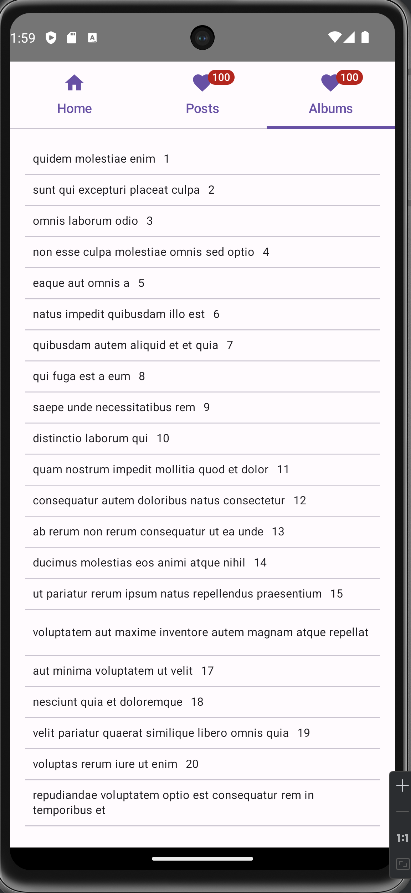 1:59
100
100
Home
Posts
Albums
quidem molestiae enim 1
sunt qui excepturi placeat culpa 2
omnis laborum odio 3
non esse culpa molestiae omnis sed optio 4
eaque aut omnis a 5
natus impedit quibusdam illo est 6
quibusdam autem aliquid et et quia 7
qui fuga est a eum 8
saepe unde necessitatibus rem 9
distinctio laborum qui 10
quam nostrum impedit mollitia quod et dolor 11
consequatur autem doloribus natus consectetur 12
ab rerum non rerum consequatur ut ea unde 13
ducimus molestias eos animi atque nihil 14
ut pariatur rerum ipsum natus repellendus praesentium 15
voluptatem aut maxime inventore autem magnam atque repellat
aut minima voluptatem ut velit 17
nesciunt quia et doloremque 18
velit pariatur quaerat similique libero omnis quia 19
voluptas rerum iure ut enim 20
repudiandae voluptatem optio est consequatur rem in
temporibus et
1:1